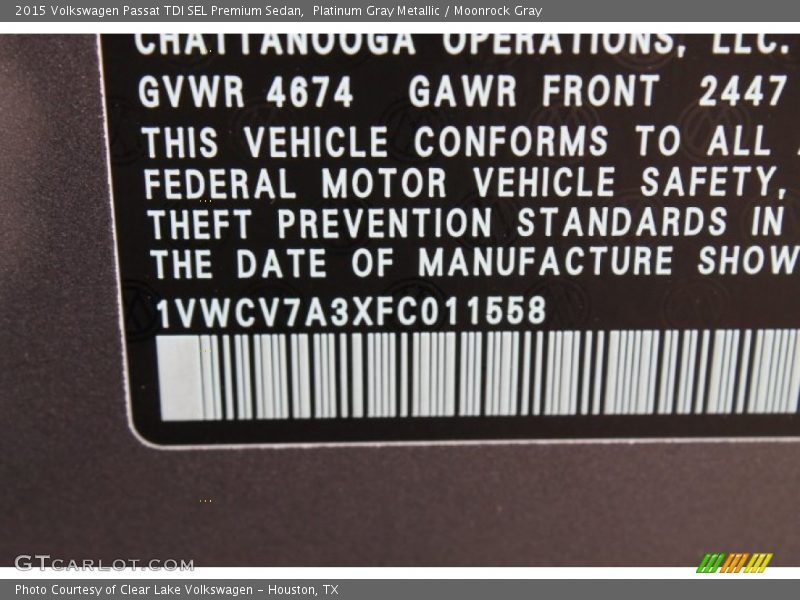 2015 Volkswagen Passat TDI SEL Premium Sedan, Platinum Gray Metallic / Moonrock Gray
CHATTANOOGA OPERATIONS, LLC.
GVWR 4674 GAWR FRONT 2447
THIS VEHICLE CONFORMS TO ALL
FEDERAL MOTOR VEHICLE SAFETY,
THEFT PREVENTION STANDARDS IN
THE DATE OF MANUFACTURE SHOW
1VWCV7A3XFC011558
GTCARLOT.COM
Photo Courtesy of Clear Lake Volkswagen - Houston, TX